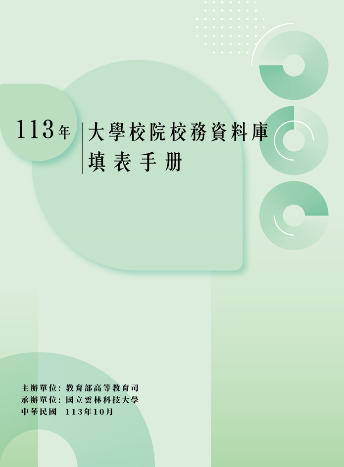 113年
大學校院校務資料庫
填表手册
主辦單位: 教育部高等教育司
承辦單位: 國立雲林科技大學
中華民國 113年10月